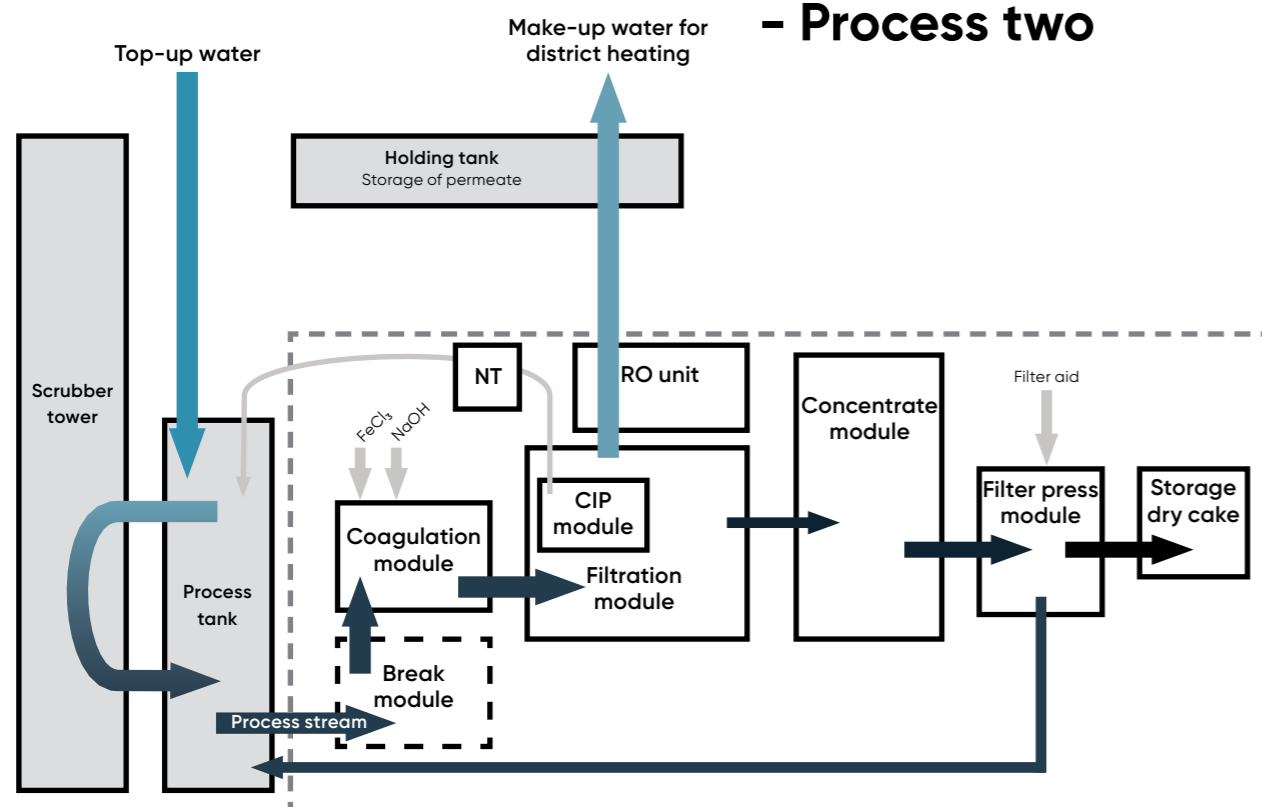 – Process two
Make-up water for
district heating
Top-up water
Holding tank
Storage of permeate
Scrubber
tower
NT
RO unit
Filter aid
Concentrate
module
FeCl₃
NaOH
CIP
module
Filter press
module
Storage
dry cake
Coagulation
module
Filtration
module
Process
tank
Break
module
Process stream